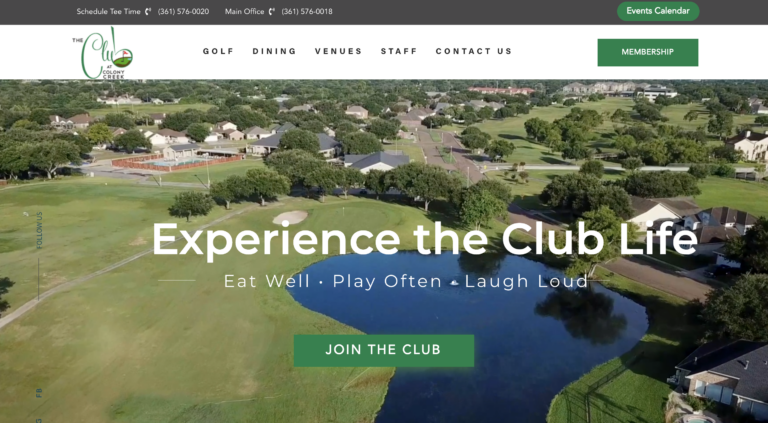 Schedule Tee Time (361) 576-0020 Main Office (361) 576-0018 Events Calendar
THE Club AT COLONY CREEK
GOLF DINING VENUES STAFF CONTACT US MEMBERSHIP
FOLLOW US
Experience the Club Life
Eat Well • Play Often • Laugh Loud
JOIN THE CLUB
FB